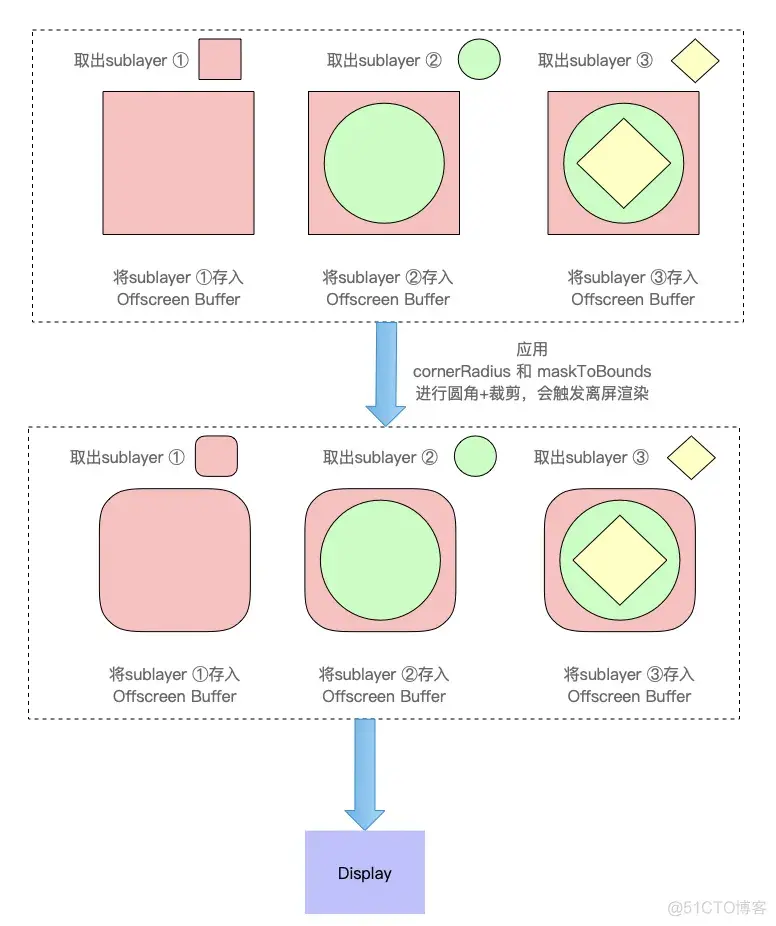 取出sublayer ①
取出sublayer ②
取出sublayer ③
将sublayer ①存入
Offscreen Buffer
将sublayer ②存入
Offscreen Buffer
将sublayer ③存入
Offscreen Buffer
应用
cornerRadius 和 maskToBounds
进行圆角+裁剪，会触发离屏渲染
取出sublayer ①
取出sublayer ②
取出sublayer ③
将sublayer ①存入
Offscreen Buffer
将sublayer ②存入
Offscreen Buffer
将sublayer ③存入
Offscreen Buffer
Display
@51CTO博客